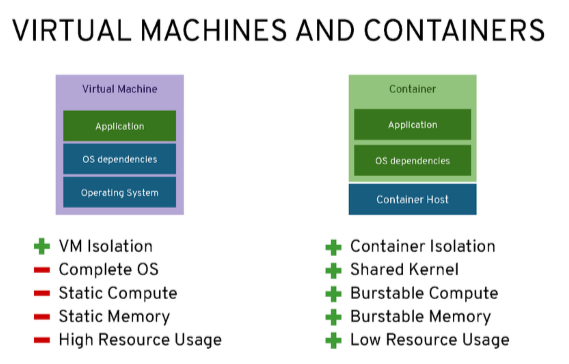 VIRTUAL MACHINES AND CONTAINERS
Virtual Machine
Application
OS dependencies
Operating System
Container
Application
OS dependencies
Container Host
VM Isolation
Complete OS
Static Compute
Static Memory
High Resource Usage
Container Isolation
Shared Kernel
Burstable Compute
Burstable Memory
Low Resource Usage